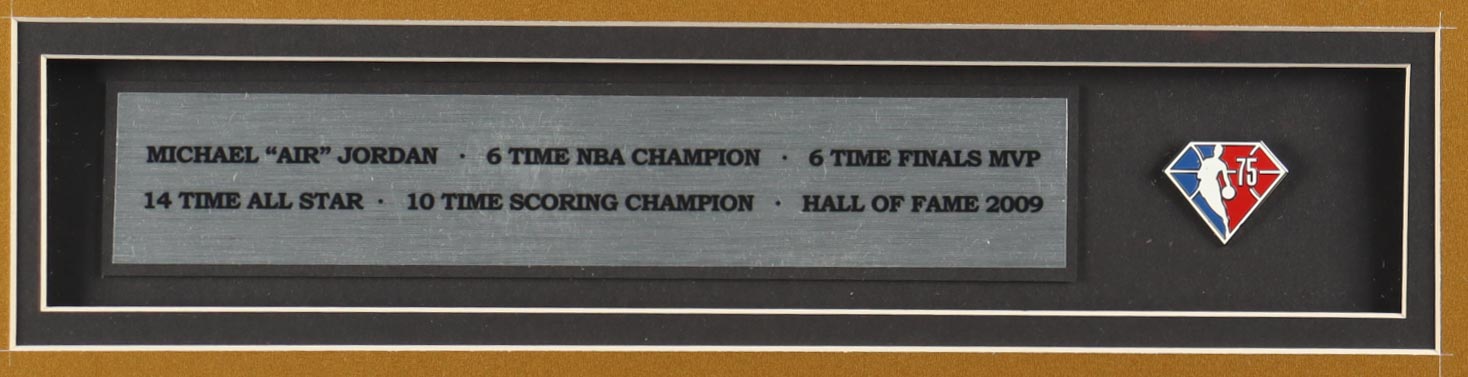 MICHAEL “AIR” JORDAN · 6 TIME NBA CHAMPION · 6 TIME FINALS MVP
14 TIME ALL STAR · 10 TIME SCORING CHAMPION · HALL OF FAME 2009
75